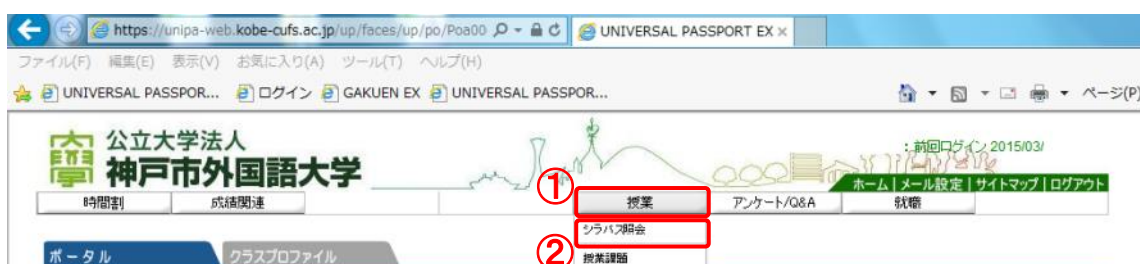 https://unipa-web.kobe-cufs.ac.jp/up/faces/up/po/Poa00
UNIVERSAL PASSPORT EX ×
ファイル(F) 編集(E) 表示(V) お気に入り(A) ツール(T) ヘルプ(H)
UNIVERSAL PASSPOR... ログイン GAKUEN EX UNIVERSAL PASSPOR...
ページ(P)
公立大学法人
神戸市外国語大学
: 前回ログイン 2015/03/
ホーム | メール設定 | サイトマップ | ログアウト
①
時間割 成績関連 授業 アンケート/Q&A 就職
シラバス照会
②
ポータル クラスプロファイル 授業課題